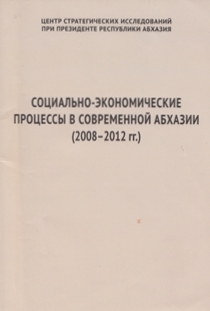 ЦЕНТР СТРАТЕГИЧЕСКИХ ИССЛЕДОВАНИЙ
ПРИ ПРЕЗИДЕНТЕ РЕСПУБЛИКИ АБХАЗИЯ
СОЦИАЛЬНО-ЭКОНОМИЧЕСКИЕ
ПРОЦЕССЫ В СОВРЕМЕННОЙ АБХАЗИИ
(2008–2012 гг.)